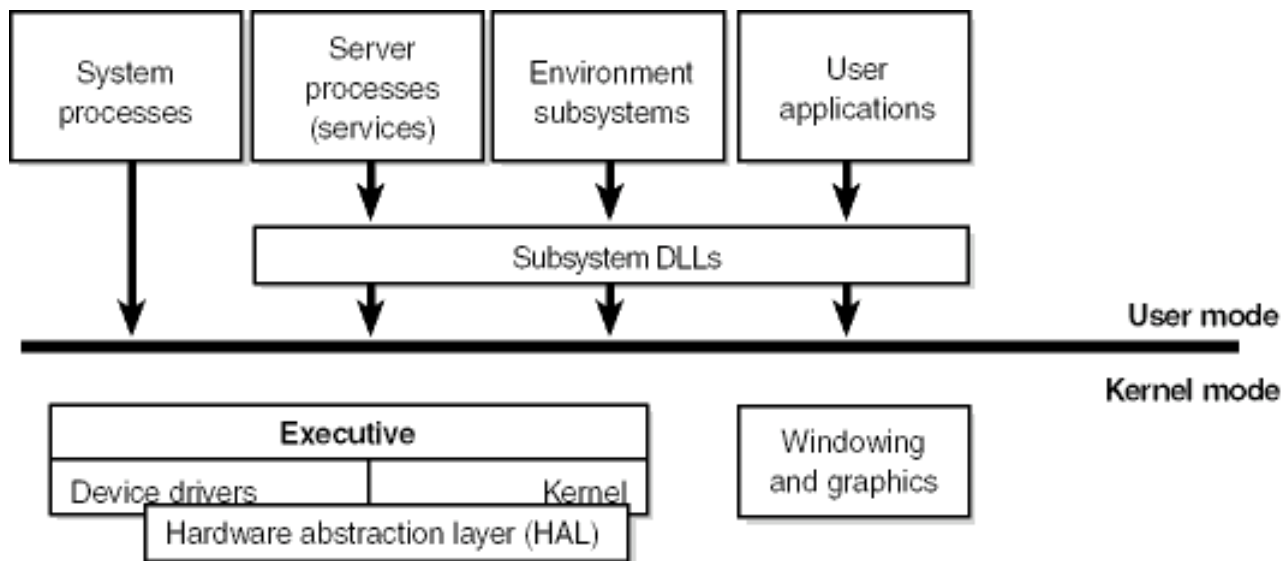 System
processes
Server
processes
(services)
Environment
subsystems
User
applications
Subsystem DLLs
User mode
Kernel mode
Executive
Device drivers
Kernel
Hardware abstraction layer (HAL)
Windowing
and graphics